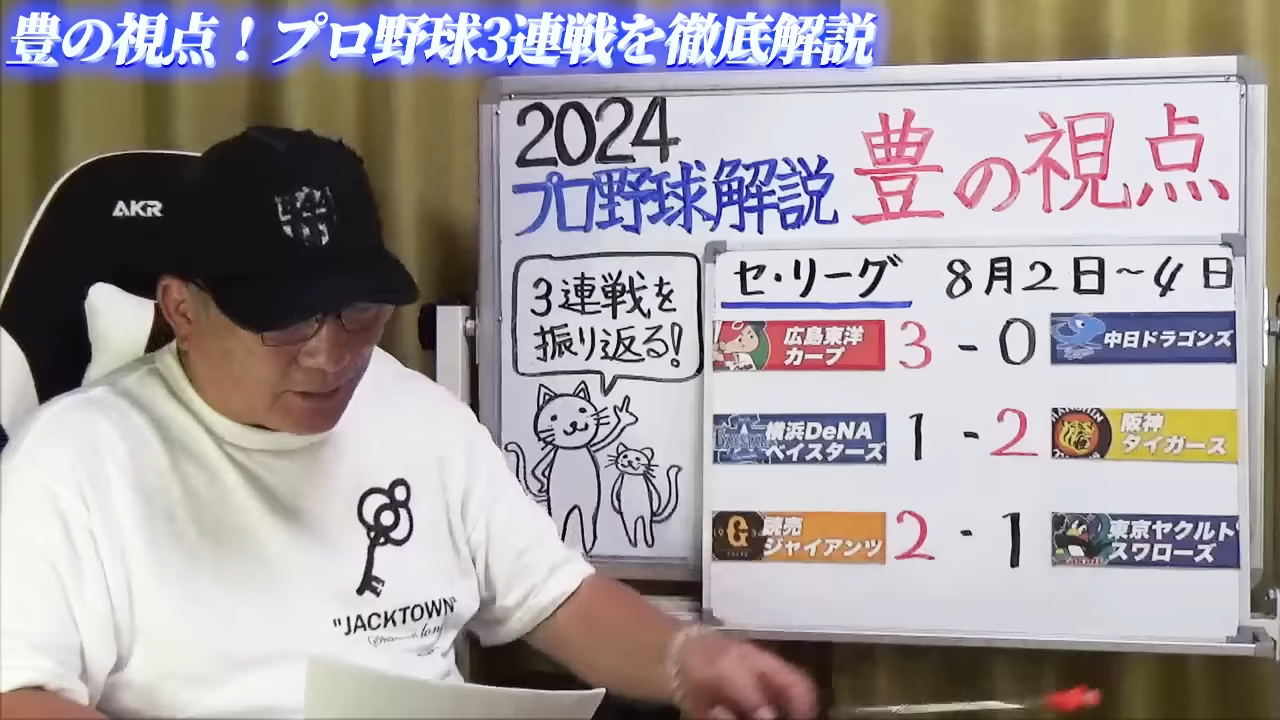 豊の視点！プロ野球3連戦を徹底解説
AKR
2024
プロ野球解説
豊の視点
3連戦を
振り返る!
セ・リーグ 8月2日~4日
広島東洋
カープ
3 - 0
中日ドラゴンズ
横浜DeNA
ベイスターズ
1 - 2
阪神
タイガース
読売
ジャイアンツ
2 - 1
東京ヤクルト
スワローズ
"JACKTOWN"